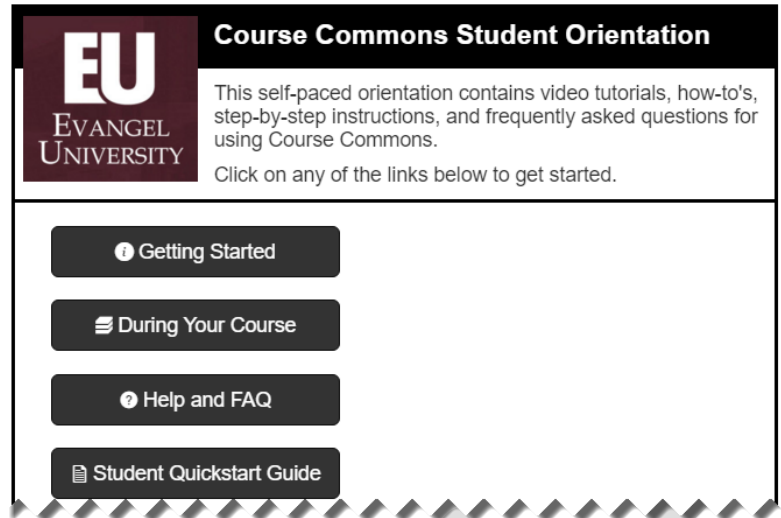 EU
EVANGEL
UNIVERSITY
Course Commons Student Orientation
This self-paced orientation contains video tutorials, how-to's,
step-by-step instructions, and frequently asked questions for
using Course Commons.
Click on any of the links below to get started.
Getting Started
During Your Course
Help and FAQ
Student Quickstart Guide